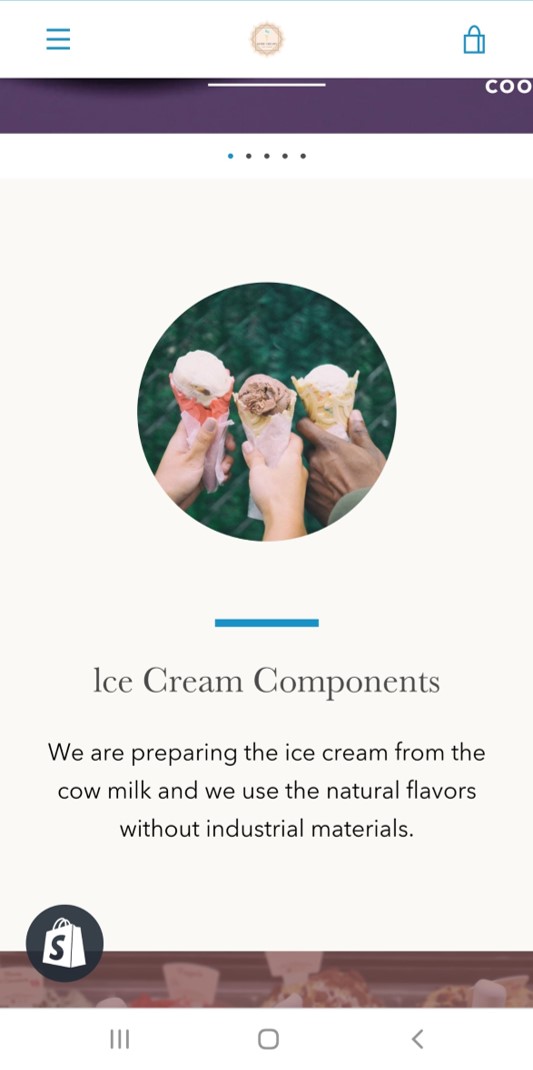 COO
lce Cream Components
We are preparing the ice cream from the
cow milk and we use the natural flavors
without industrial materials.